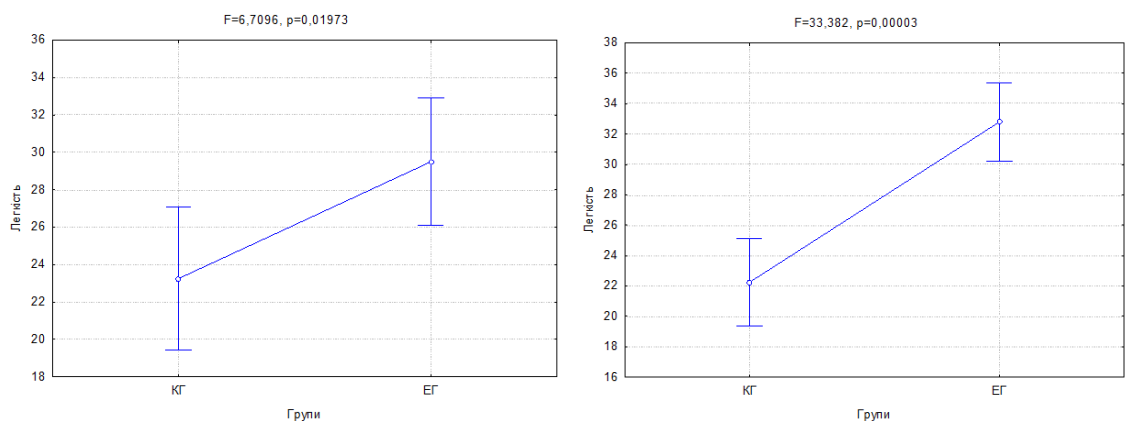 F=6,7096, p=0,01973
36
34
32
30
28
26
24
22
20
18
Легкість
КГ
ЕГ
Групи
F=33,382, p=0,00003
38
36
34
32
30
28
26
24
22
20
18
16
Легкість
КГ
ЕГ
Групи